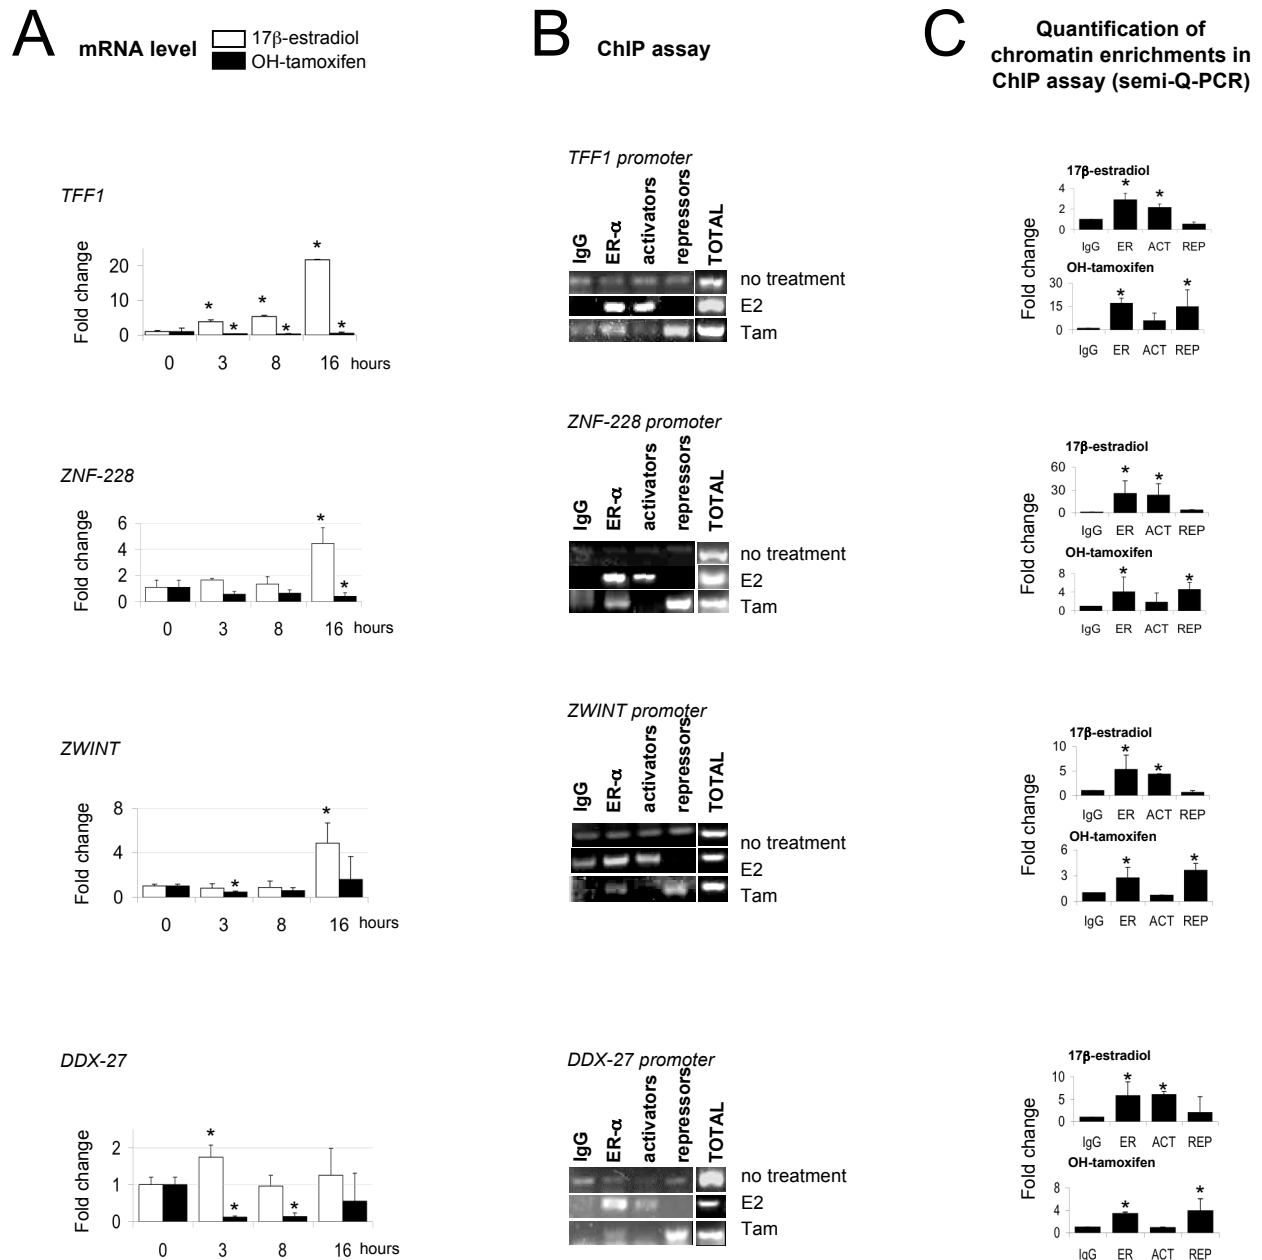 A
mRNA level
17β-estradiol
OH-tamoxifen
TFF1
Fold change
20
10
0
* * * * * *
0 3 8 16 hours
ZNF-228
Fold change
6
4
2
0
* *
0 3 8 16 hours
ZWINT
Fold change
8
4
0
* *
0 3 8 16 hours
DDX-27
Fold change
2
1
0
* * *
0 3 8 16 hours
B
ChIP assay
TFF1 promoter
IgG ER-α activators repressors TOTAL
no treatment
E2
Tam
ZNF-228 promoter
IgG ER-α activators repressors TOTAL
no treatment
E2
Tam
ZWINT promoter
IgG ER-α activators repressors TOTAL
no treatment
E2
Tam
DDX-27 promoter
IgG ER-α activators repressors TOTAL
no treatment
E2
Tam
C
Quantification of
chromatin enrichments in
ChIP assay (semi-Q-PCR)
Fold change
17β-estradiol
4
2
0
* *
IgG ER ACT REP
OH-tamoxifen
30
15
0
* *
IgG ER ACT REP
Fold change
17β-estradiol
60
30
0
* *
IgG ER ACT REP
OH-tamoxifen
8
4
0
* *
IgG ER ACT REP
Fold change
17β-estradiol
10
5
0
* *
IgG ER ACT REP
OH-tamoxifen
6
3
0
* *
IgG ER ACT REP
Fold change
17β-estradiol
10
5
0
* *
IgG ER ACT REP
OH-tamoxifen
8
4
0
* *
IgG ER ACT REP